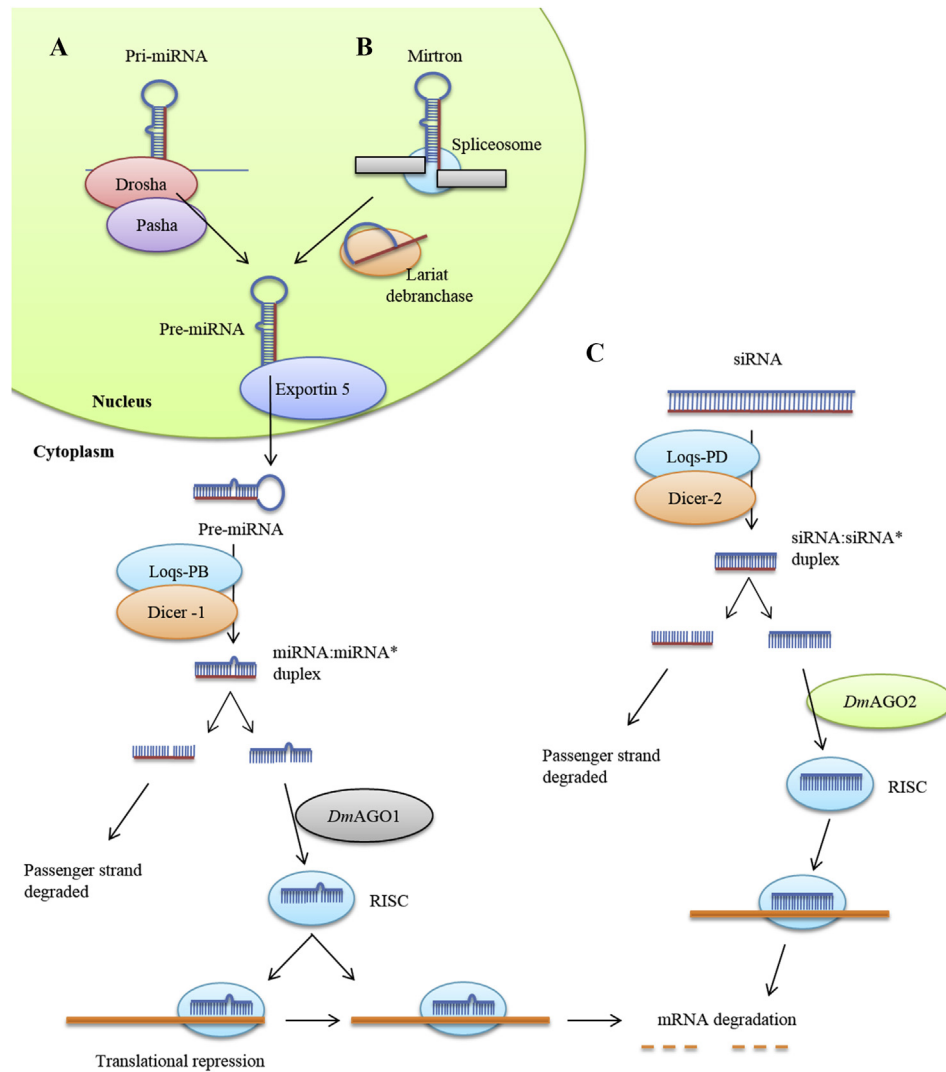 A
Pri-miRNA
Drosha
Pasha
B
Mirtron
Spliceosome
Lariat
debranchase
Pre-miRNA
Exportin 5
Nucleus
Cytoplasm
Pre-miRNA
Loqs-PB
Dicer -1
miRNA:miRNA*
duplex
Passenger strand
degraded
DmAGO1
RISC
Translational repression
C
siRNA
Loqs-PD
Dicer-2
siRNA:siRNA*
duplex
Passenger strand
degraded
DmAGO2
RISC
mRNA degradation